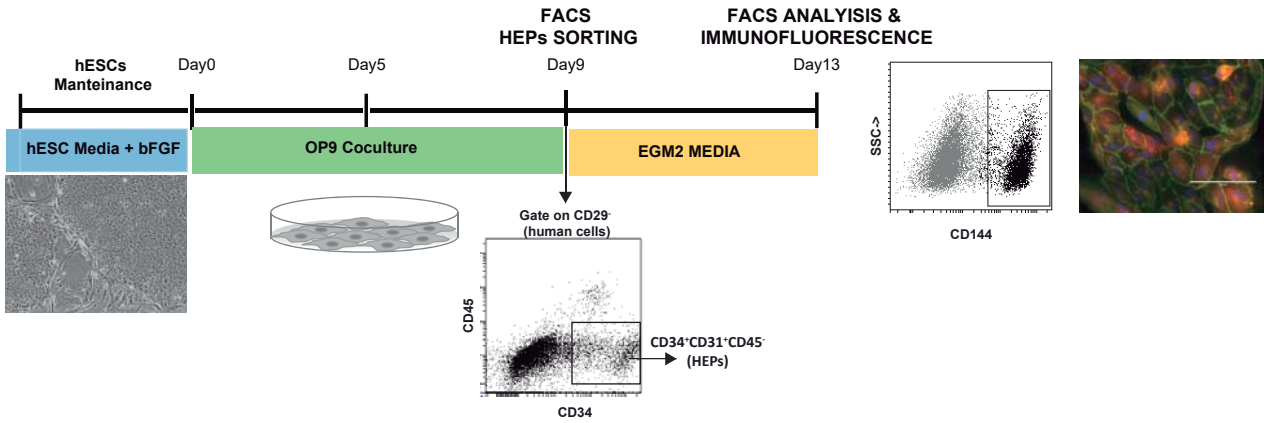 FACS
HEPs SORTING
FACS ANALYISIS &
IMMUNOFLUORESCENCE
hESCs
Manteinance
Day0
Day5
Day9
Day13
hESC Media + bFGF
OP9 Coculture
EGM2 MEDIA
SSC->
CD144
Gate on CD29-
(human cells)
CD45
CD34+CD31+CD45-
(HEPs)
CD34